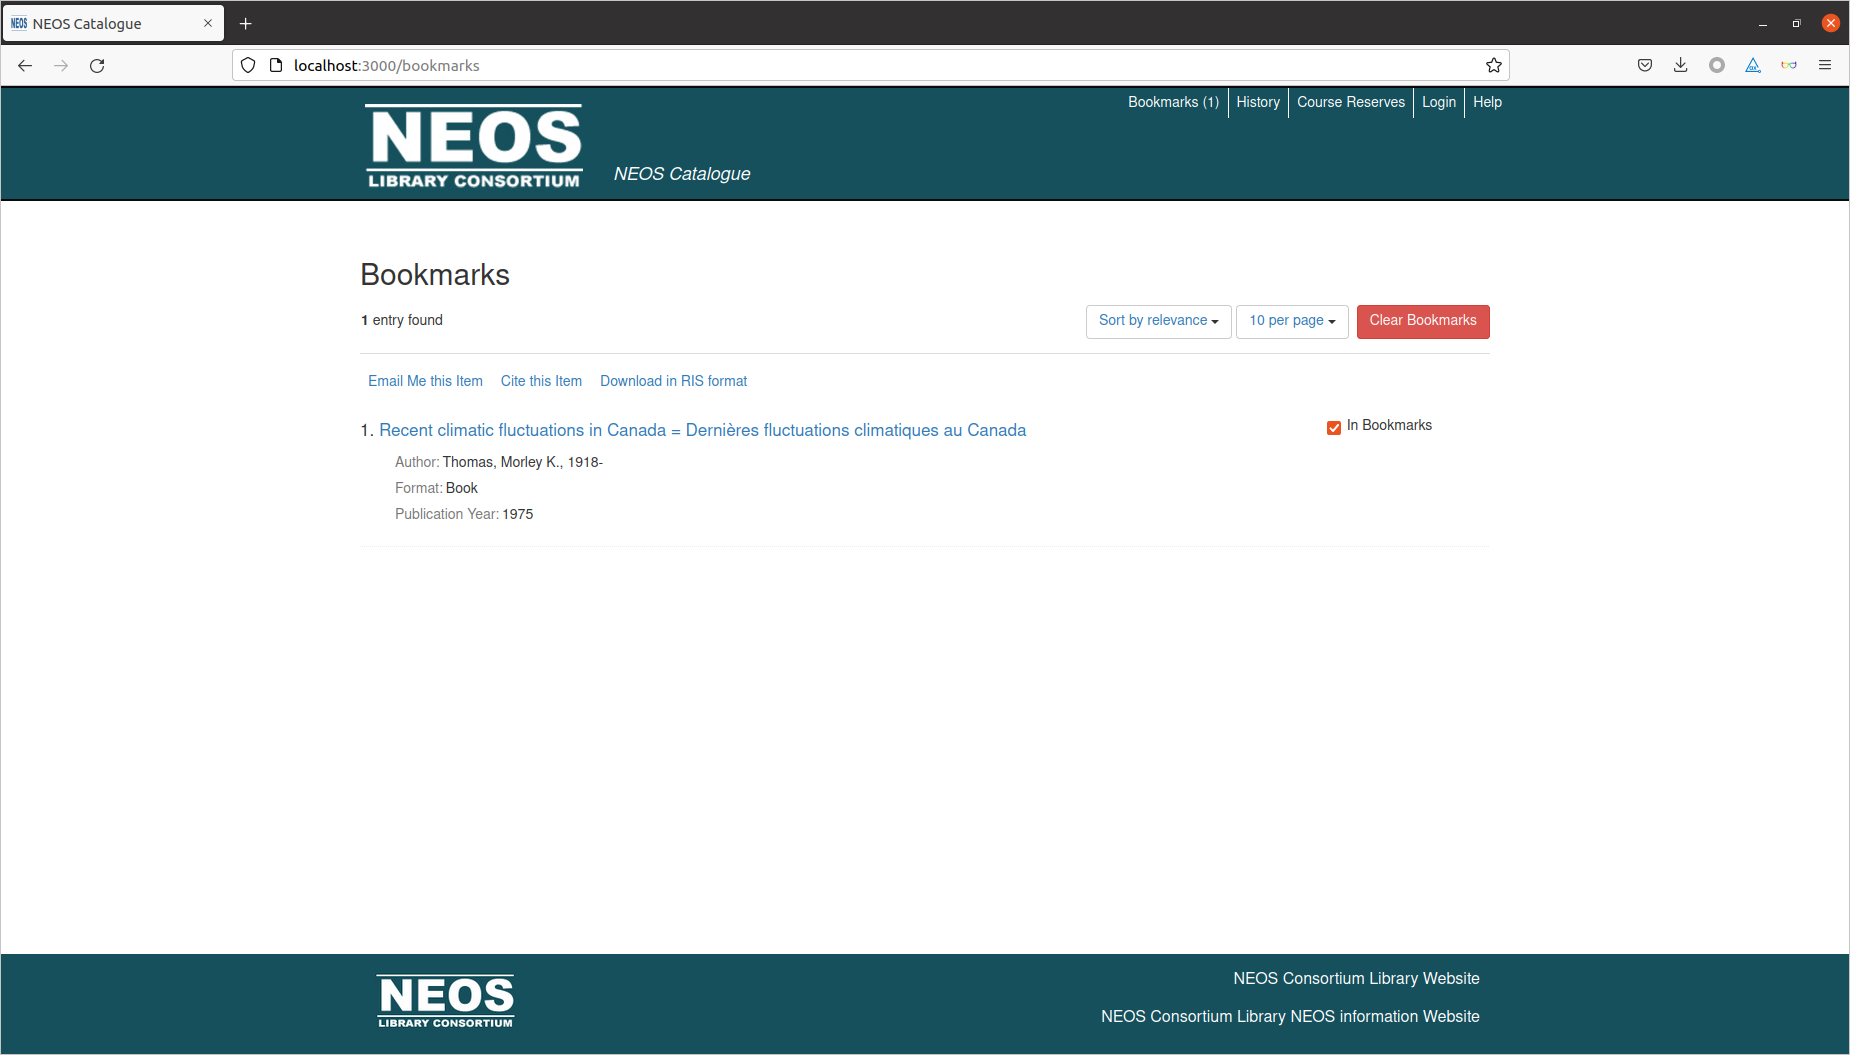 NEOS NEOS Catalogue
localhost:3000/bookmarks
Bookmarks (1) History Course Reserves Login Help
NEOS
LIBRARY CONSORTIUM
NEOS Catalogue
Bookmarks
1 entry found
Sort by relevance 10 per page Clear Bookmarks
Email Me this Item Cite this Item Download in RIS format
1. Recent climatic fluctuations in Canada = Dernières fluctuations climatiques au Canada
In Bookmarks
Author: Thomas, Morley K., 1918-
Format: Book
Publication Year: 1975
NEOS
LIBRARY CONSORTIUM
NEOS Consortium Library Website
NEOS Consortium Library NEOS information Website